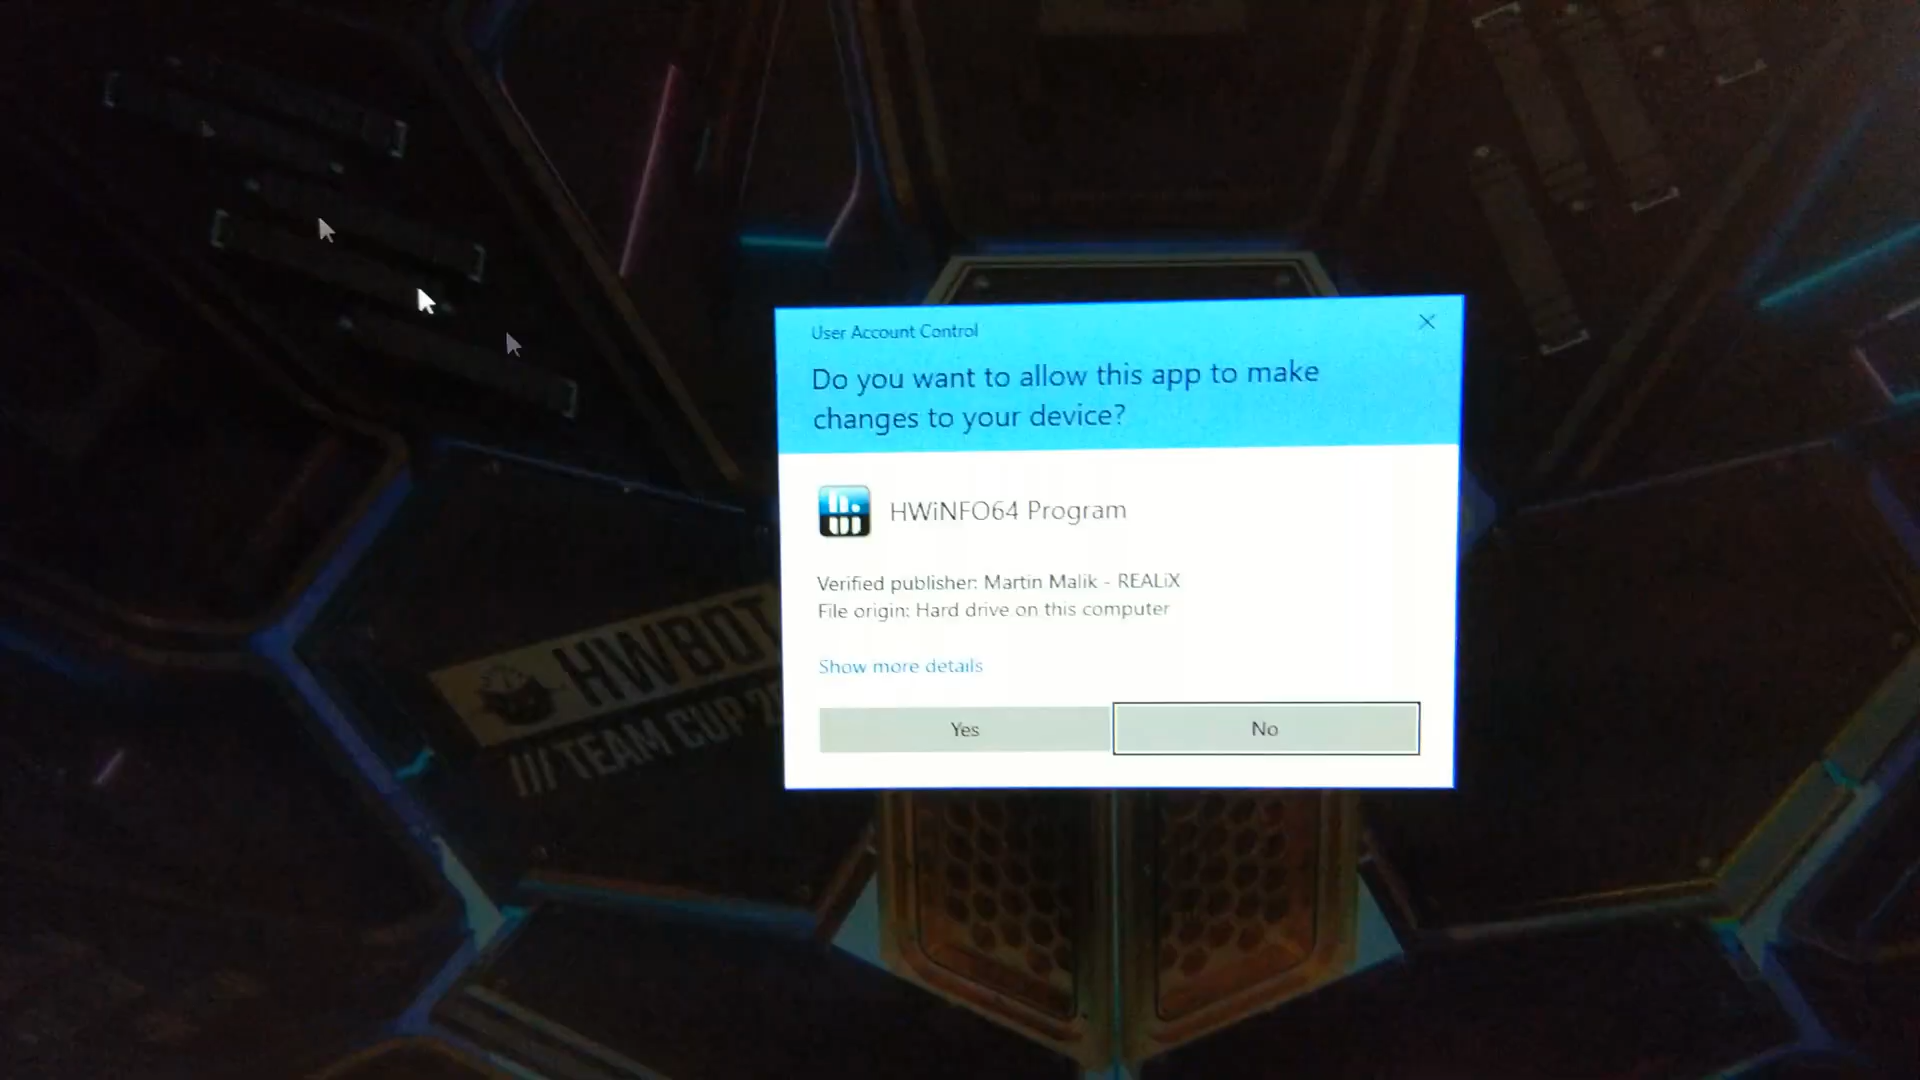 User Account Control
Do you want to allow this app to make
changes to your device?
HWiNFO64 Program
Verified publisher: Martin Malik - REALiX
File origin: Hard drive on this computer
Show more details
Yes
No
HWBOT
/// TEAM CUP